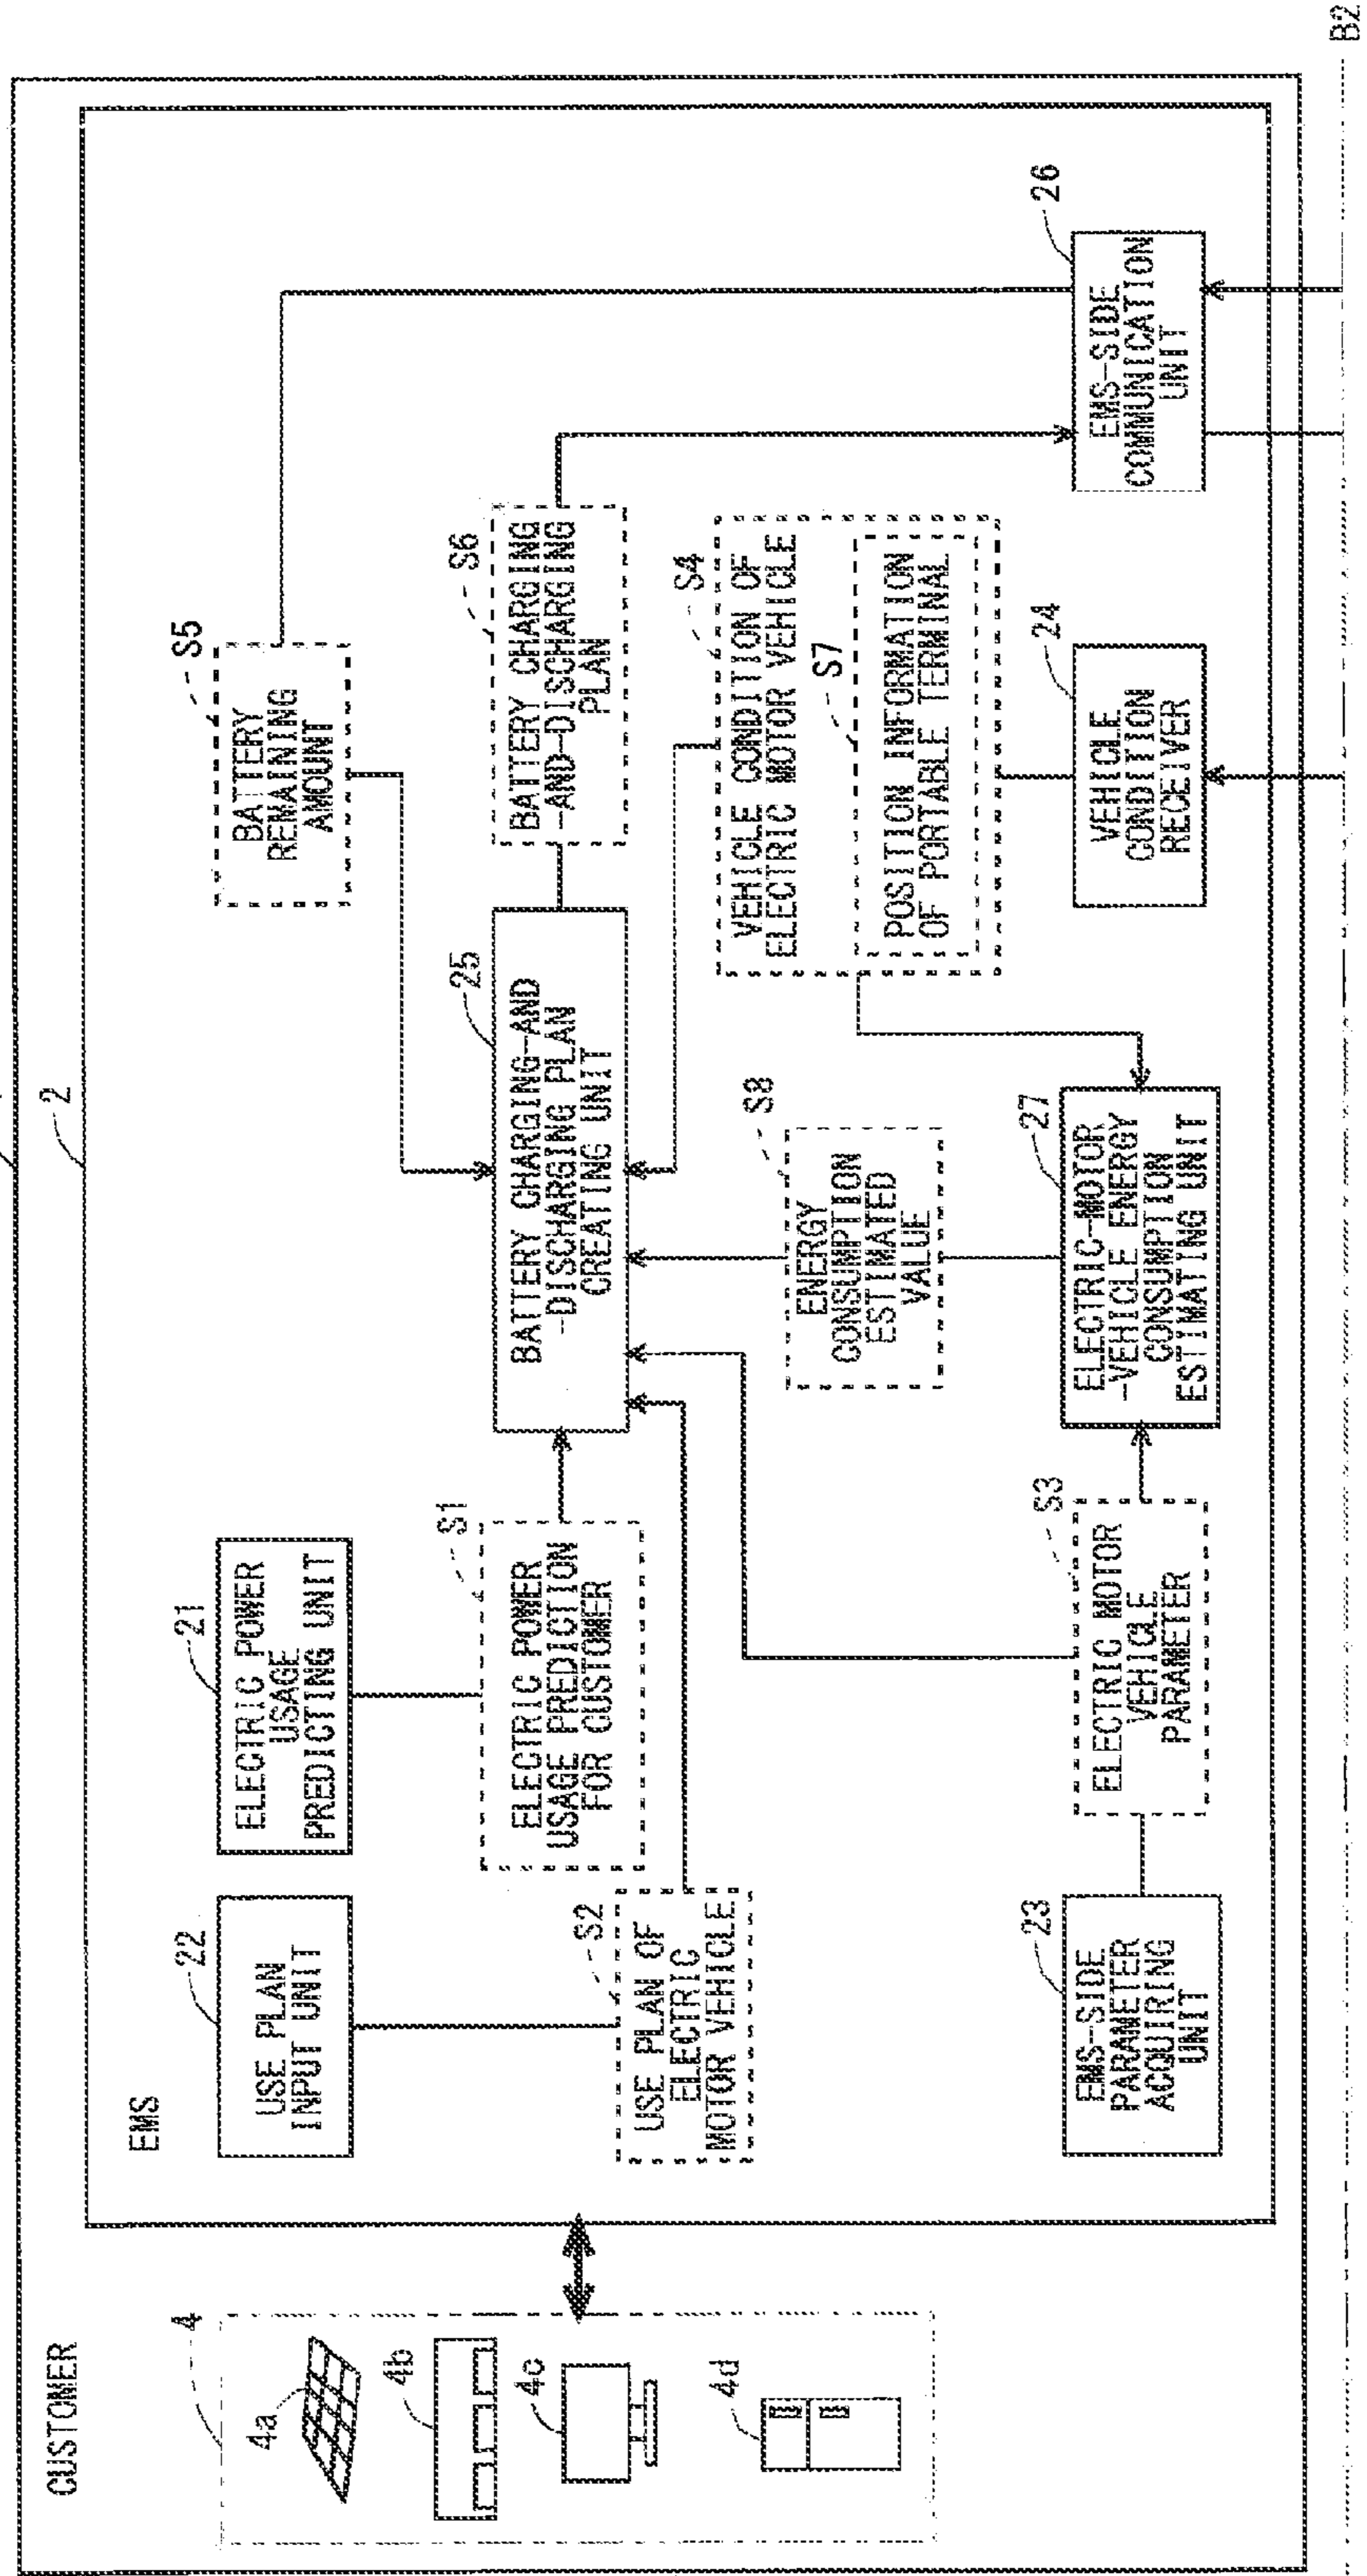 CUSTOMER
2
EMS
4
4a
4b
4c
4d
22
USE PLAN
INPUT UNIT
21
ELECTRIC POWER
USAGE
PREDICTING UNIT
S5
BATTERY
REMAINING
AMOUNT
S2
USE PLAN OF
ELECTRIC
MOTOR VEHICLE
S1
ELECTRIC POWER
USAGE PREDICTION
FOR CUSTOMER
25
BATTERY CHARGING-AND
-DISCHARGING PLAN
CREATING UNIT
S6
BATTERY CHARGING
-AND-DISCHARGING
PLAN
S8
ENERGY
CONSUMPTION
ESTIMATED
VALUE
S4
VEHICLE CONDITION OF
ELECTRIC MOTOR VEHICLE
S7
POSITION INFORMATION
OF PORTABLE TERMINAL
23
EMS-SIDE
PARAMETER
ACQUIRING
UNIT
S3
ELECTRIC MOTOR
VEHICLE
PARAMETER
27
ELECTRIC-MOTOR
-VEHICLE ENERGY
CONSUMPTION
ESTIMATING UNIT
24
VEHICLE
CONDITION
RECEIVER
26
EMS-SIDE
COMMUNICATION
UNIT
B2